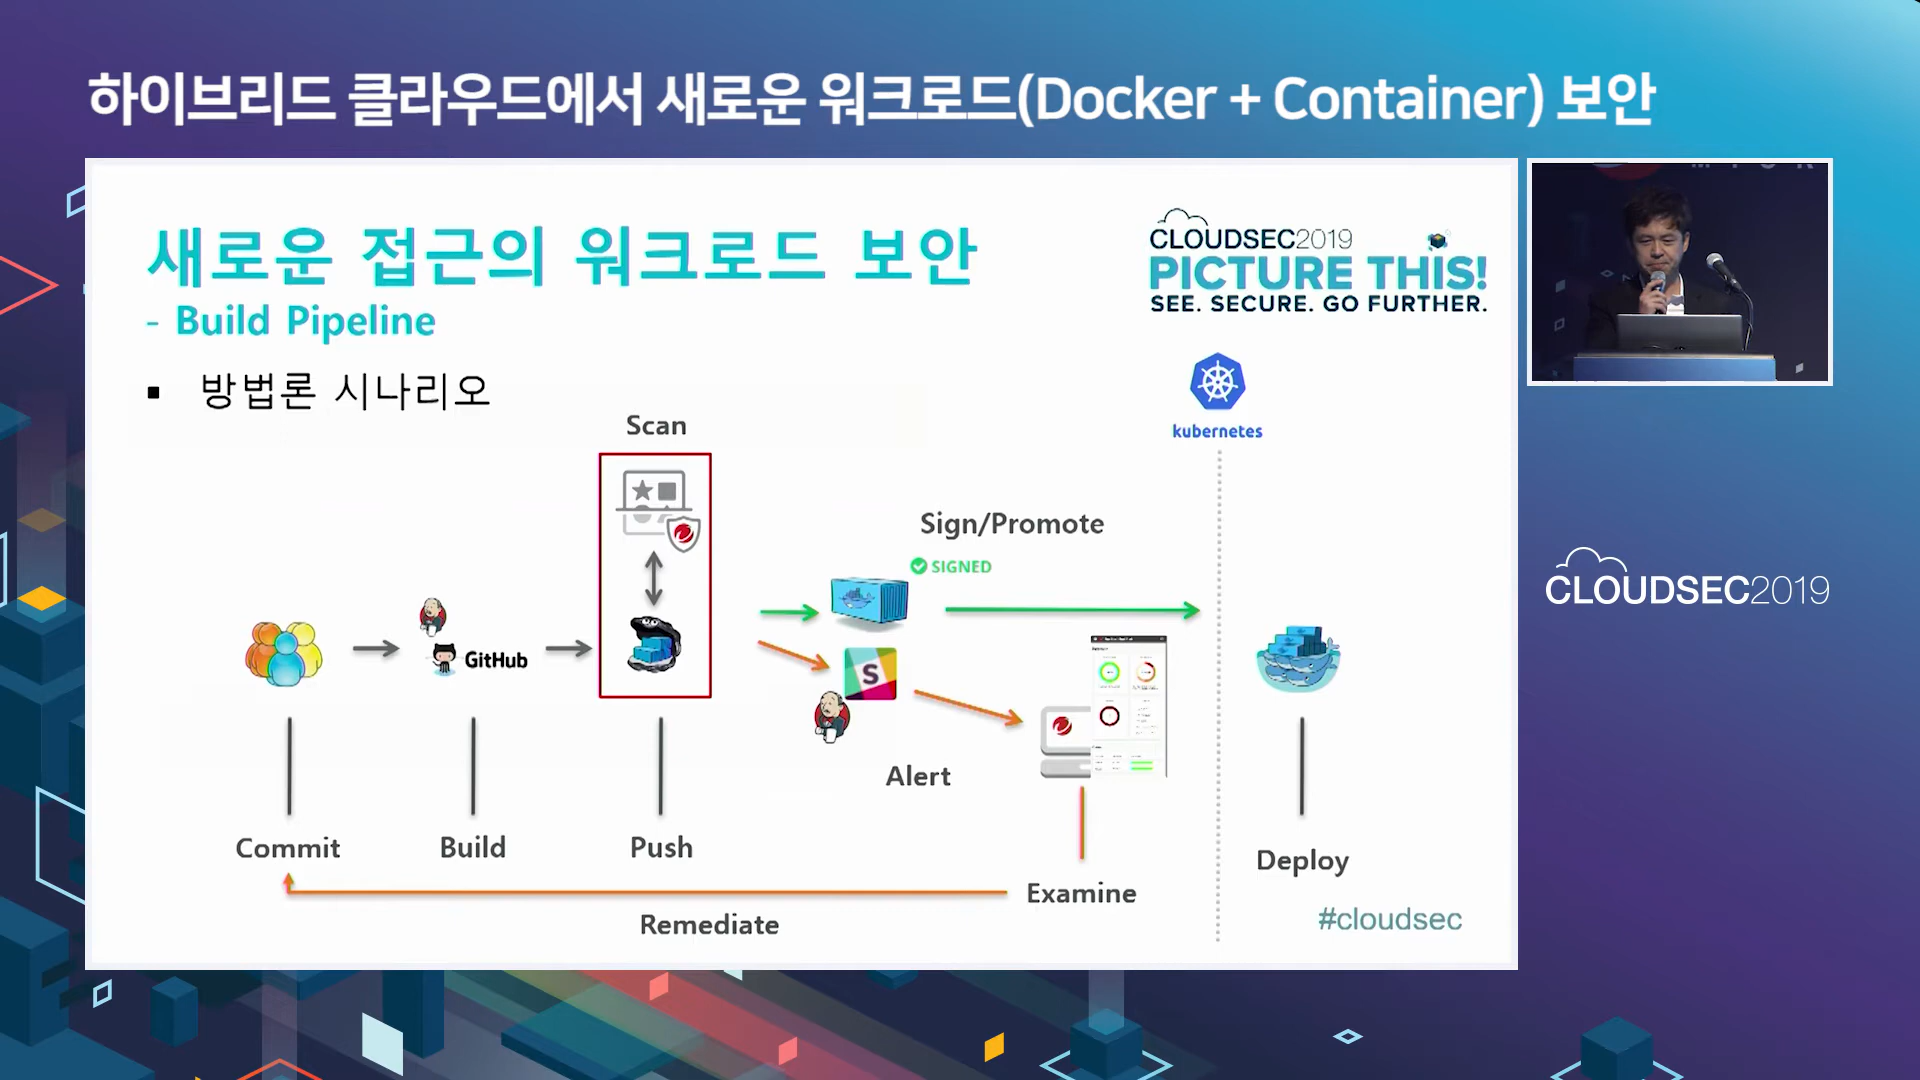 하이브리드 클라우드에서 새로운 워크로드(Docker + Container) 보안
새로운 접근의 워크로드 보안
- Build Pipeline
▪ 방법론 시나리오
CLOUDSEC2019
PICTURE THIS!
SEE. SECURE. GO FURTHER.
kubernetes
Scan
Sign/Promote
SIGNED
GitHub
S
Alert
Commit
Build
Push
Examine
Deploy
Remediate
#cloudsec
CLOUDSEC2019